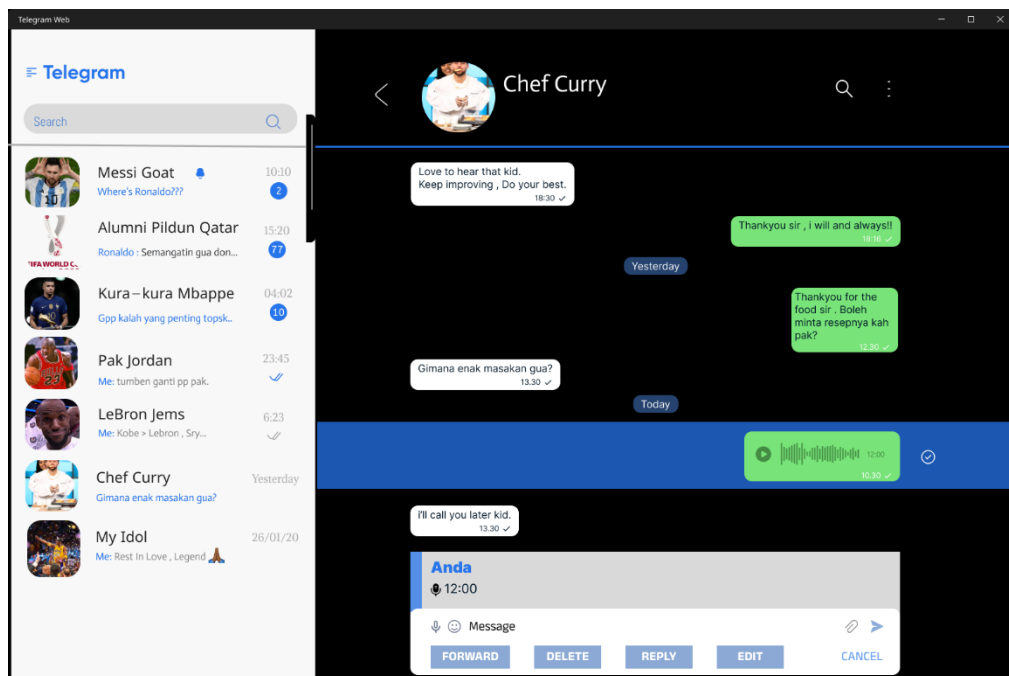 Telegram Web
Telegram
Search
Messi Goat
10:10
Where's Ronaldo???
2
Alumni Pildun Qatar
15:20
Ronaldo : Semangatin gua don...
77
FIFA WORLD C.
Kura-kura Mbappe
04:02
Gpp kalah yang penting topsk..
10
Pak Jordan
23:45
Me: tumben ganti pp pak.
LeBron Jems
6:23
Me: Kobe > Lebron , Sry...
Chef Curry
Yesterday
Gimana enak masakan gua?
My Idol
26/01/20
Me: Rest In Love , Legend 🙏🏾
Chef Curry
Love to hear that kid.
Keep improving , Do your best.
18:30
Thankyou sir , i will and always!!
18:16
Yesterday
Thankyou for the
food sir . Boleh
minta resepnya kah
pak?
12.30
Gimana enak masakan gua?
13.30
Today
12:00
10.30
i'll call you later kid.
13.30
Anda
12:00
Message
FORWARD
DELETE
REPLY
EDIT
CANCEL